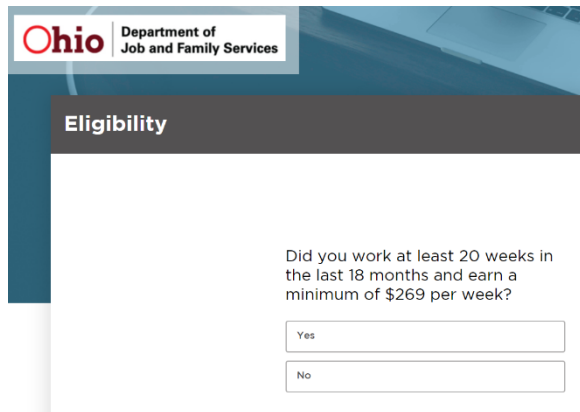 Ohio
Department of
Job and Family Services
Eligibility
Did you work at least 20 weeks in
the last 18 months and earn a
minimum of $269 per week?
Yes
No